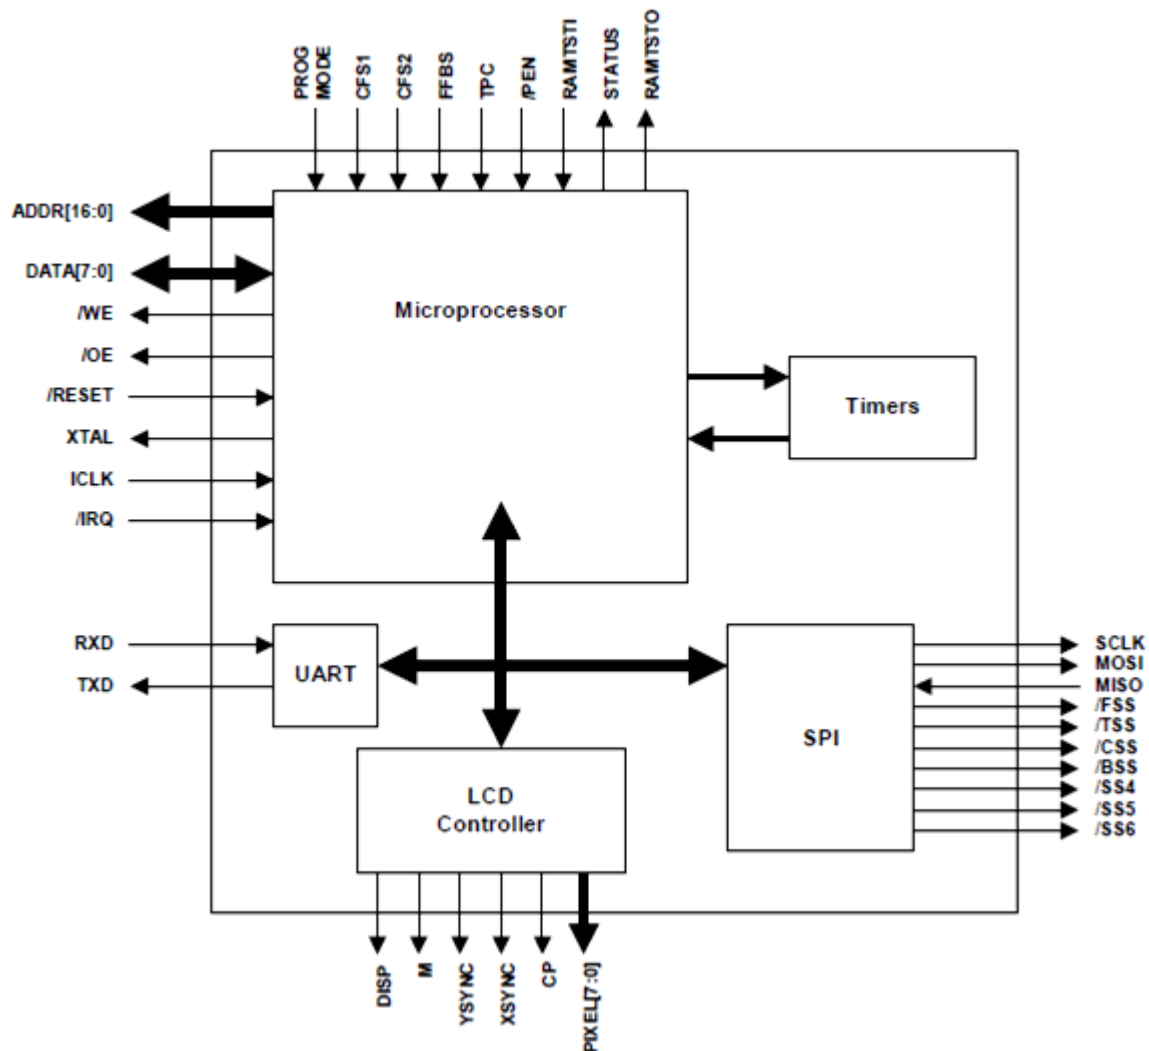 PROG
MODE
CFS1
CFS2
FFBS
TPC
/PEN
RAMTSTI
STATUS
RAMTSTO
ADDR[16:0]
DATA[7:0]
/WE
/OE
/RESET
XTAL
ICLK
/IRQ
Microprocessor
Timers
RXD
TXD
UART
SPI
SCLK
MOSI
MISO
/FSS
/TSS
/CSS
/BSS
/SS4
/SS5
/SS6
LCD
Controller
DISP
M
YSYNC
XSYNC
CP
PIXEL[7:0]